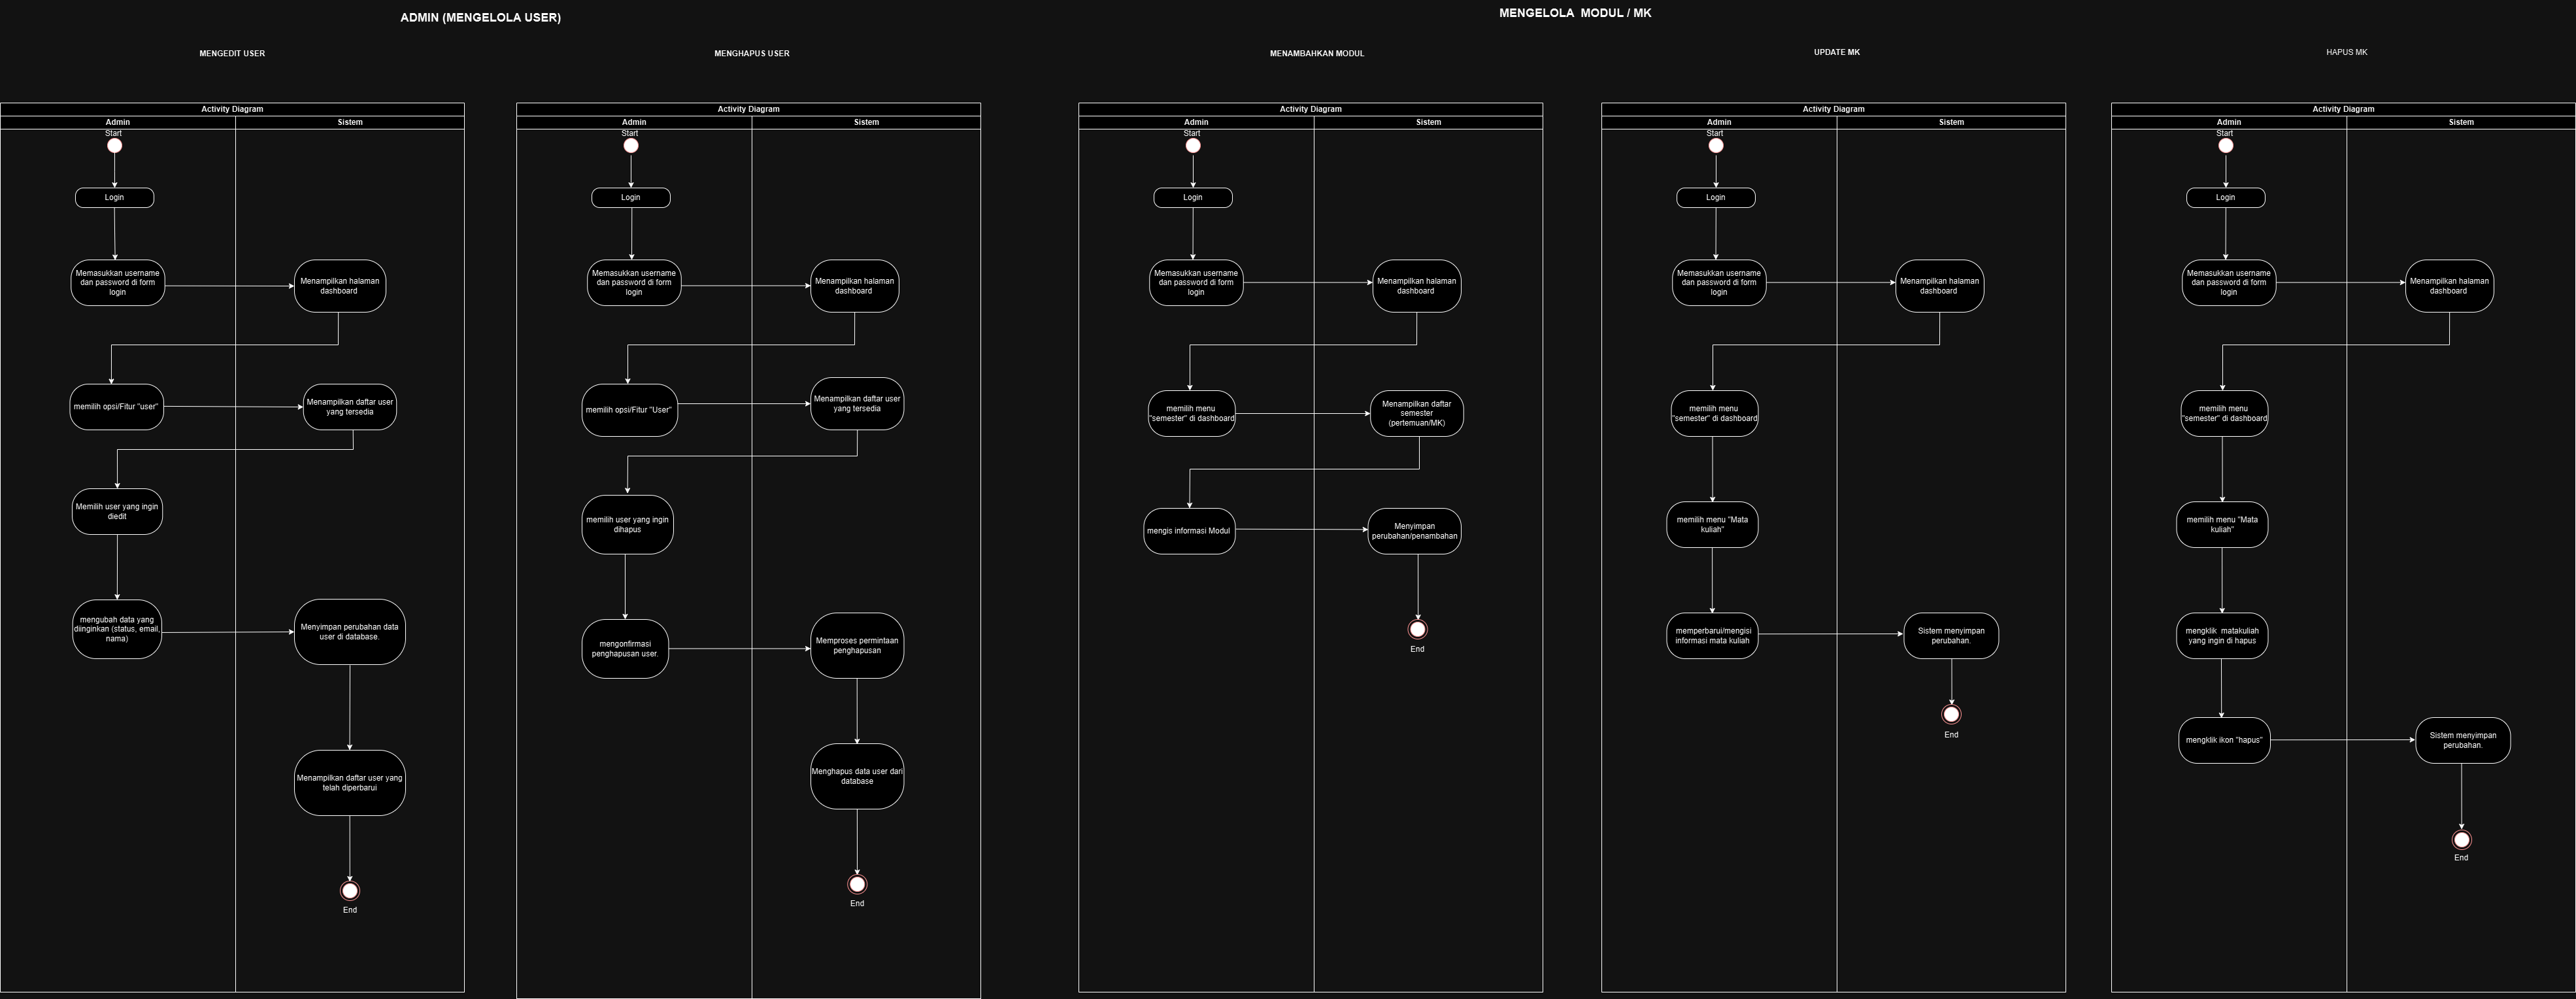 ADMIN (MENGELOLA USER)
MENGELOLA  MODUL / MK
MENGEDIT USER
MENGHAPUS USER
MENAMBAHKAN MODUL
UPDATE MK
HAPUS MK
Activity Diagram
Admin
Sistem
Start
Login
Memasukkan username
dan password di form
login
Menampilkan halaman
dashboard
memilih opsi/Fitur "user"
Menampilkan daftar user
yang tersedia
Memilih user yang ingin
diedit
mengubah data yang
diinginkan (status, email,
nama)
Menyimpan perubahan data
user di database.
Menampilkan daftar user yang
telah diperbarui
End
Activity Diagram
Admin
Sistem
Start
Login
Memasukkan username
dan password di form
login
Menampilkan halaman
dashboard
memilih opsi/Fitur "User"
Menampilkan daftar user
yang tersedia
memilih user yang ingin
dihapus
mengonfirmasi
penghapusan user.
Memproses permintaan
penghapusan
Menghapus data user dari
database
End
Activity Diagram
Admin
Sistem
Start
Login
Memasukkan username
dan password di form
login
Menampilkan halaman
dashboard
memilih menu
"semester" di dashboard
Menampilkan daftar
semester
(pertemuan/MK)
mengis informasi Modul
Menyimpan
perubahan/penambahan
End
Activity Diagram
Admin
Sistem
Start
Login
Memasukkan username
dan password di form
login
Menampilkan halaman
dashboard
memilih menu
"semester" di dashboard
memilih menu "Mata
kuliah"
memperbarui/mengisi
informasi mata kuliah
Sistem menyimpan
perubahan.
End
Activity Diagram
Admin
Sistem
Start
Login
Memasukkan username
dan password di form
login
Menampilkan halaman
dashboard
memilih menu
"semester" di dashboard
memilih menu "Mata
kuliah"
mengklik  matakuliah
yang ingin di hapus
mengklik ikon "hapus"
Sistem menyimpan
perubahan.
End